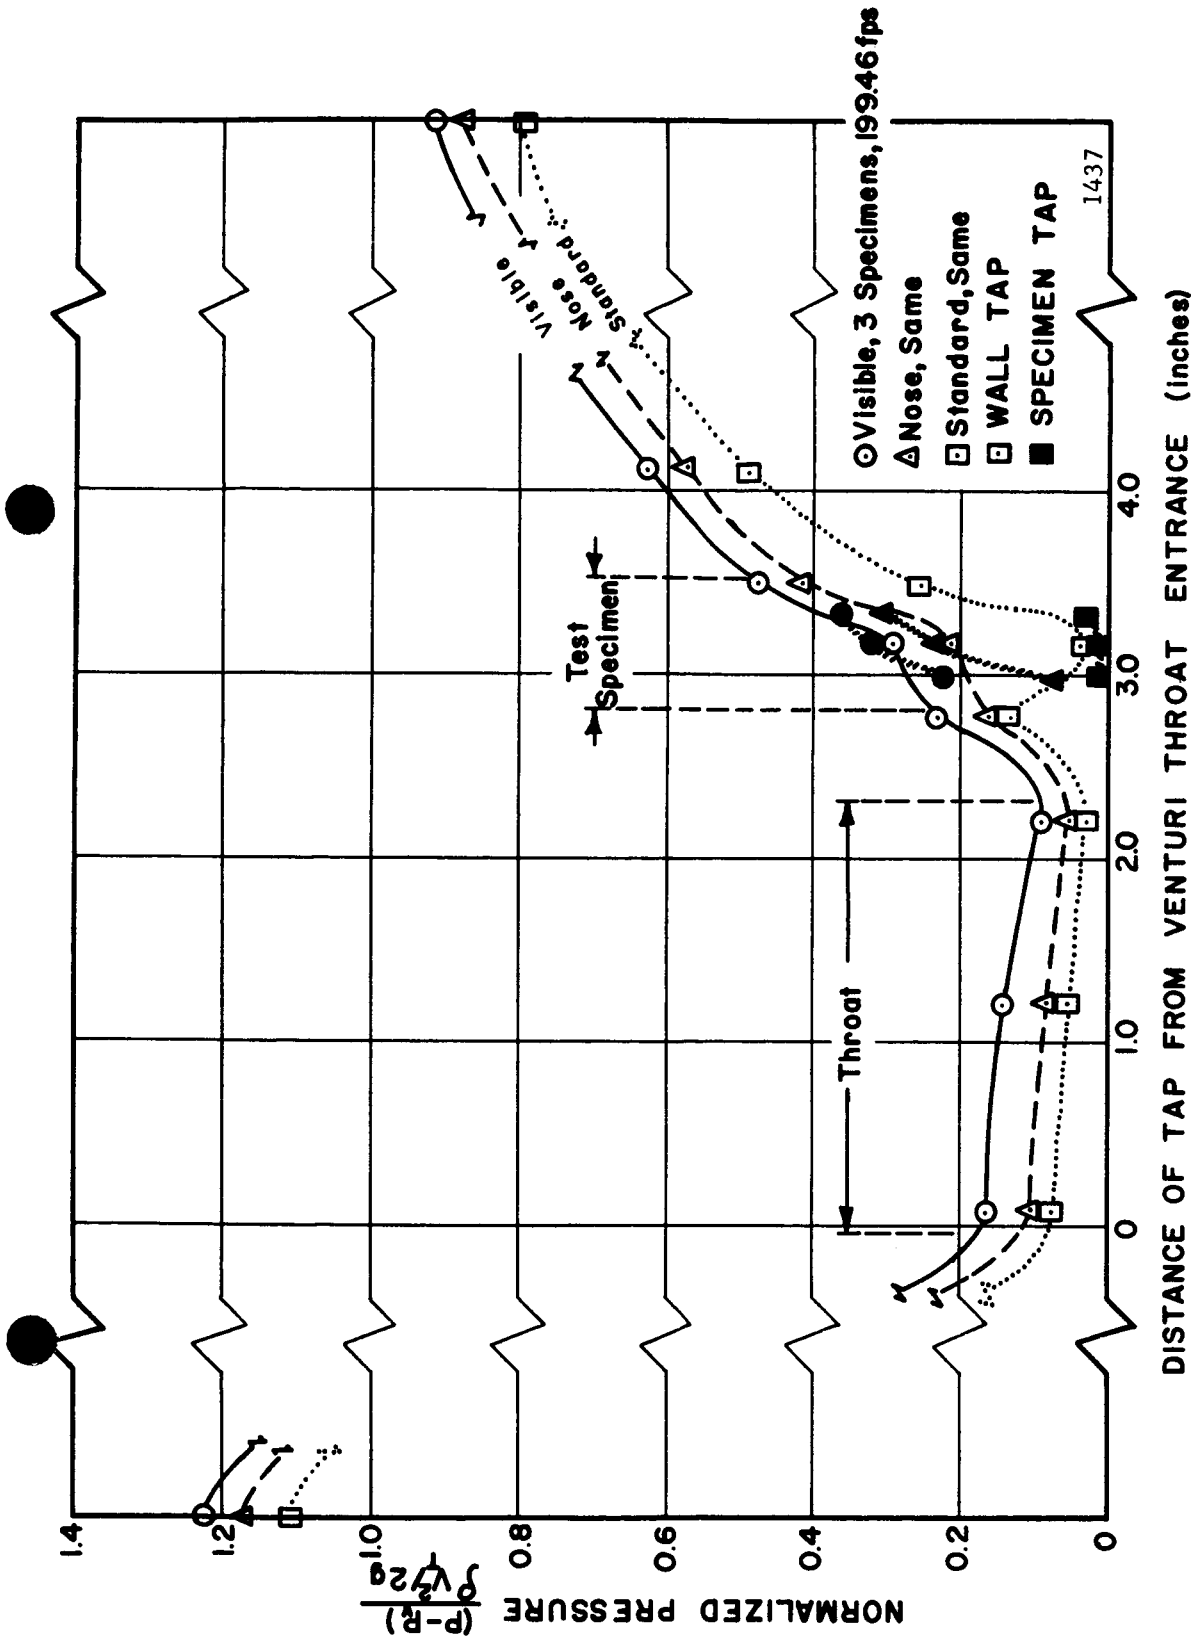 1.4
1.2
1.0
0.8
0.6
0.4
0.2
0
NORMALIZED PRESSURE (P-Pv) / ρVT²/2g
Visible
Nose
Standard
Test
Specimen
Throat
⊙Visible, 3 Specimens, 199.46 fps
△Nose, Same
⊡Standard, Same
⊡ WALL TAP
■ SPECIMEN TAP
1437
0
1.0
2.0
3.0
4.0
DISTANCE OF TAP FROM VENTURI THROAT ENTRANCE (inches)